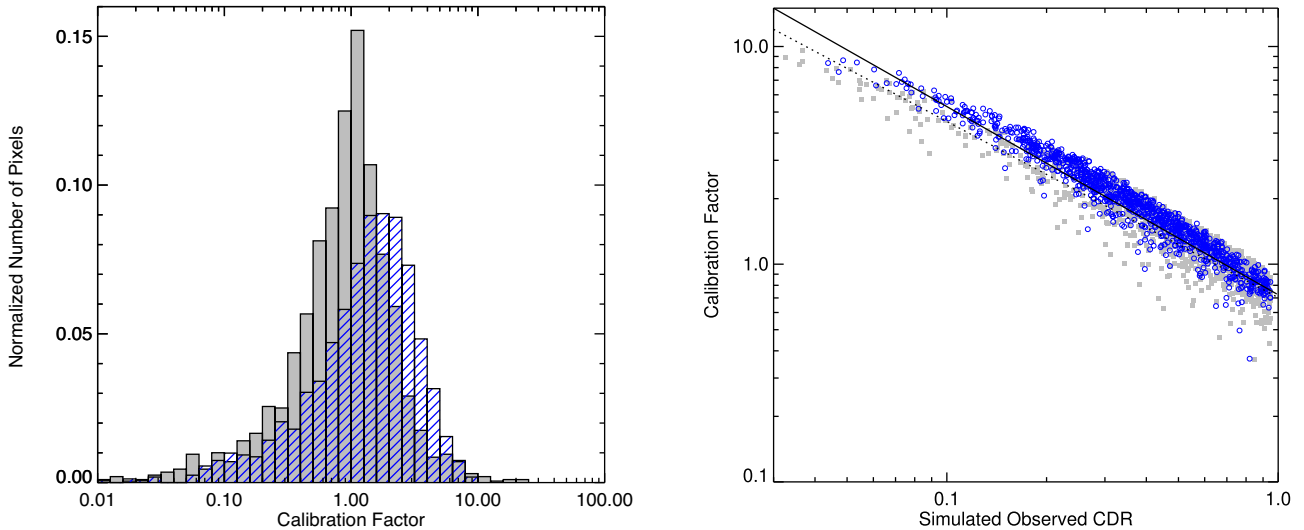 Normalized Number of Pixels
0.15
0.10
0.05
0.00
0.01 0.10 1.00 10.00 100.00
Calibration Factor
Calibration Factor
10.0
1.0
0.1
0.1 1.0
Simulated Observed CDR